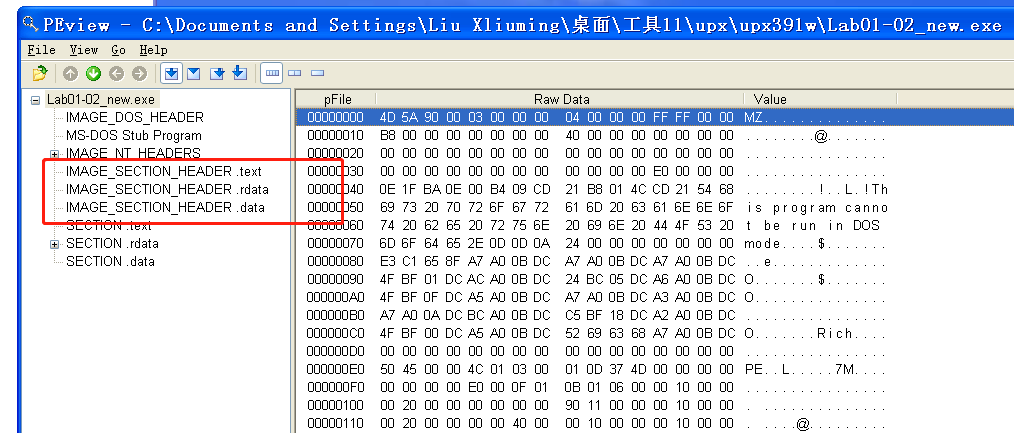 PEview - C:\Documents and Settings\Liu Xliuming\桌面\工具11\upx\upx391w\Lab01-02_new.exe
File View Go Help
Lab01-02_new.exe
IMAGE_DOS_HEADER
MS-DOS Stub Program
IMAGE_NT_HEADERS
IMAGE_SECTION_HEADER .text
IMAGE_SECTION_HEADER .rdata
IMAGE_SECTION_HEADER .data
SECTION .text
SECTION .rdata
SECTION .data
pFile Raw Data Value
00000000 4D 5A 90 00 03 00 00 00 04 00 00 00 FF FF 00 00 MZ..............
00000010 B8 00 00 00 00 00 00 00 40 00 00 00 00 00 00 00 ........@.......
00000020 00 00 00 00 00 00 00 00 00 00 00 00 00 00 00 00 ................
00000030 00 00 00 00 00 00 00 00 00 00 00 00 E0 00 00 00 ................
00000040 0E 1F BA 0E 00 B4 09 CD 21 B8 01 4C CD 21 54 68 ........!..L.!Th
00000050 69 73 20 70 72 6F 67 72 61 6D 20 63 61 6E 6E 6F is program canno
00000060 74 20 62 65 20 72 75 6E 20 69 6E 20 44 4F 53 20 t be run in DOS
00000070 6D 6F 64 65 2E 0D 0D 0A 24 00 00 00 00 00 00 00 mode....$.......
00000080 E3 C1 65 8F A7 A0 0B DC A7 A0 0B DC A7 A0 0B DC ..e.............
00000090 4F BF 01 DC AC A0 0B DC 24 BC 05 DC A6 A0 0B DC O.......$.......
000000A0 4F BF 0F DC A5 A0 0B DC A7 A0 0B DC A3 A0 0B DC O...............
000000B0 A7 A0 0A DC BC A0 0B DC C5 BF 18 DC A2 A0 0B DC ................
000000C0 4F BF 00 DC A5 A0 0B DC 52 69 63 68 A7 A0 0B DC O.......Rich....
000000D0 00 00 00 00 00 00 00 00 00 00 00 00 00 00 00 00 ................
000000E0 50 45 00 00 4C 01 03 00 01 0D 37 4D 00 00 00 00 PE..L.....7M....
000000F0 00 00 00 00 E0 00 0F 01 0B 01 06 00 00 10 00 00 ................
00000100 00 20 00 00 00 00 00 00 90 11 00 00 00 10 00 00 . ..............
00000110 00 20 00 00 00 00 40 00 00 10 00 00 00 10 00 00 . ....@.........